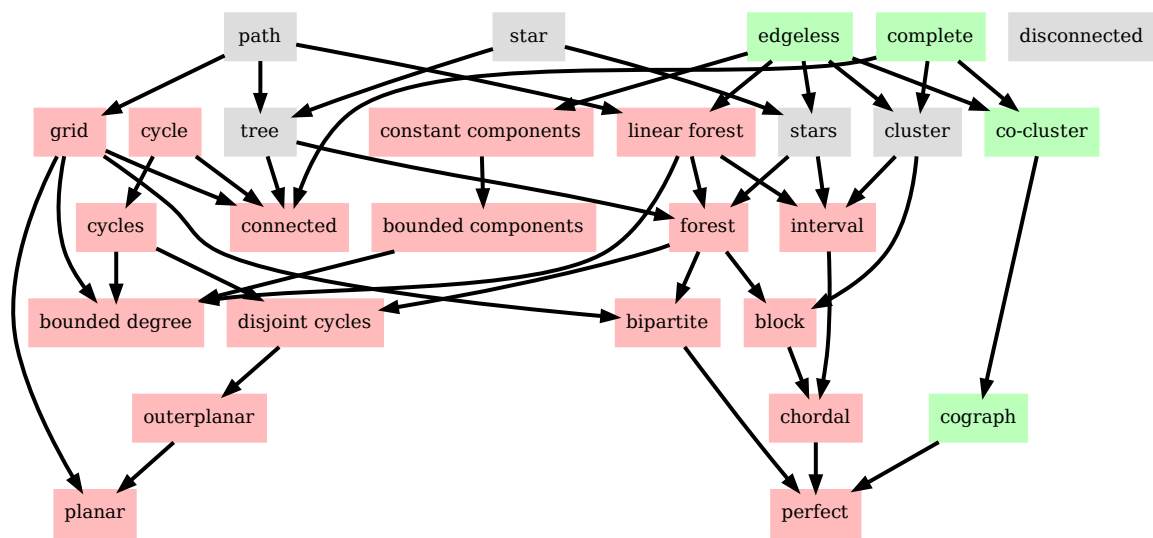 path
star
edgeless
complete
disconnected
grid
cycle
tree
constant components
linear forest
stars
cluster
co-cluster
cycles
connected
bounded components
forest
interval
bounded degree
disjoint cycles
bipartite
block
outerplanar
chordal
cograph
planar
perfect